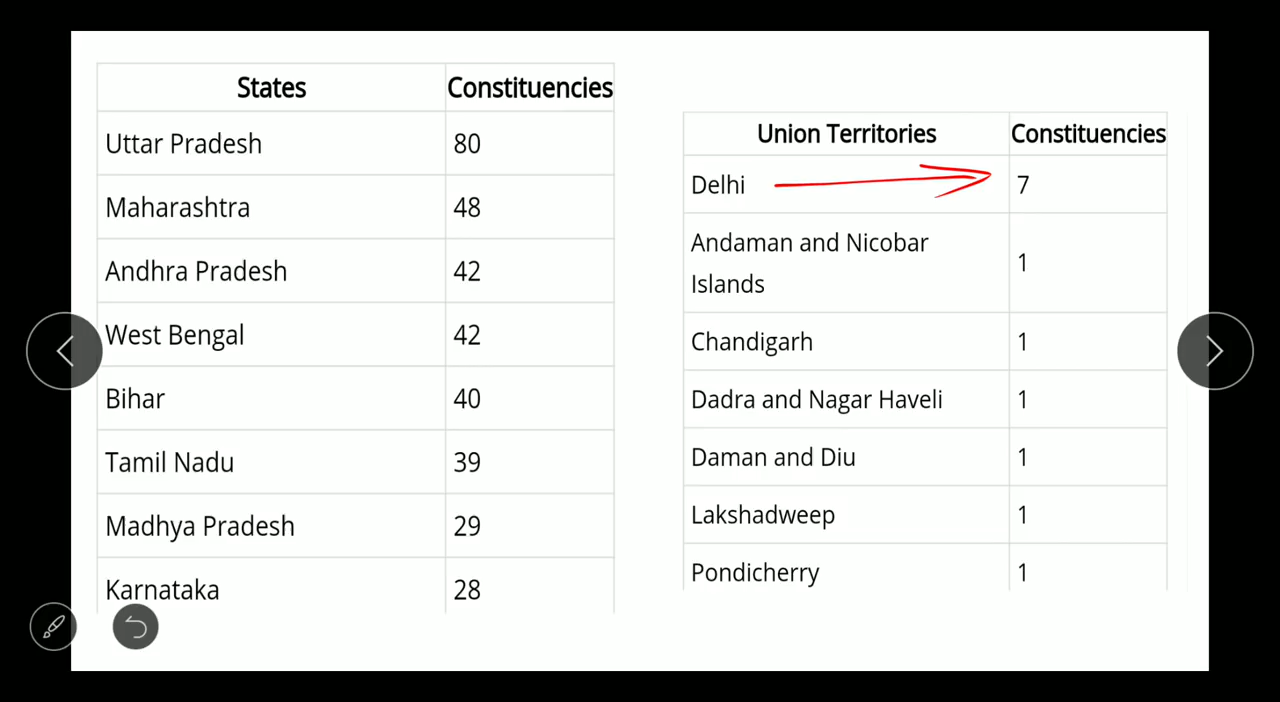 States Constituencies
Uttar Pradesh 80
Maharashtra 48
Andhra Pradesh 42
West Bengal 42
Bihar 40
Tamil Nadu 39
Madhya Pradesh 29
Karnataka 28
Union Territories Constituencies
Delhi 7
Andaman and Nicobar
Islands 1
Chandigarh 1
Dadra and Nagar Haveli 1
Daman and Diu 1
Lakshadweep 1
Pondicherry 1